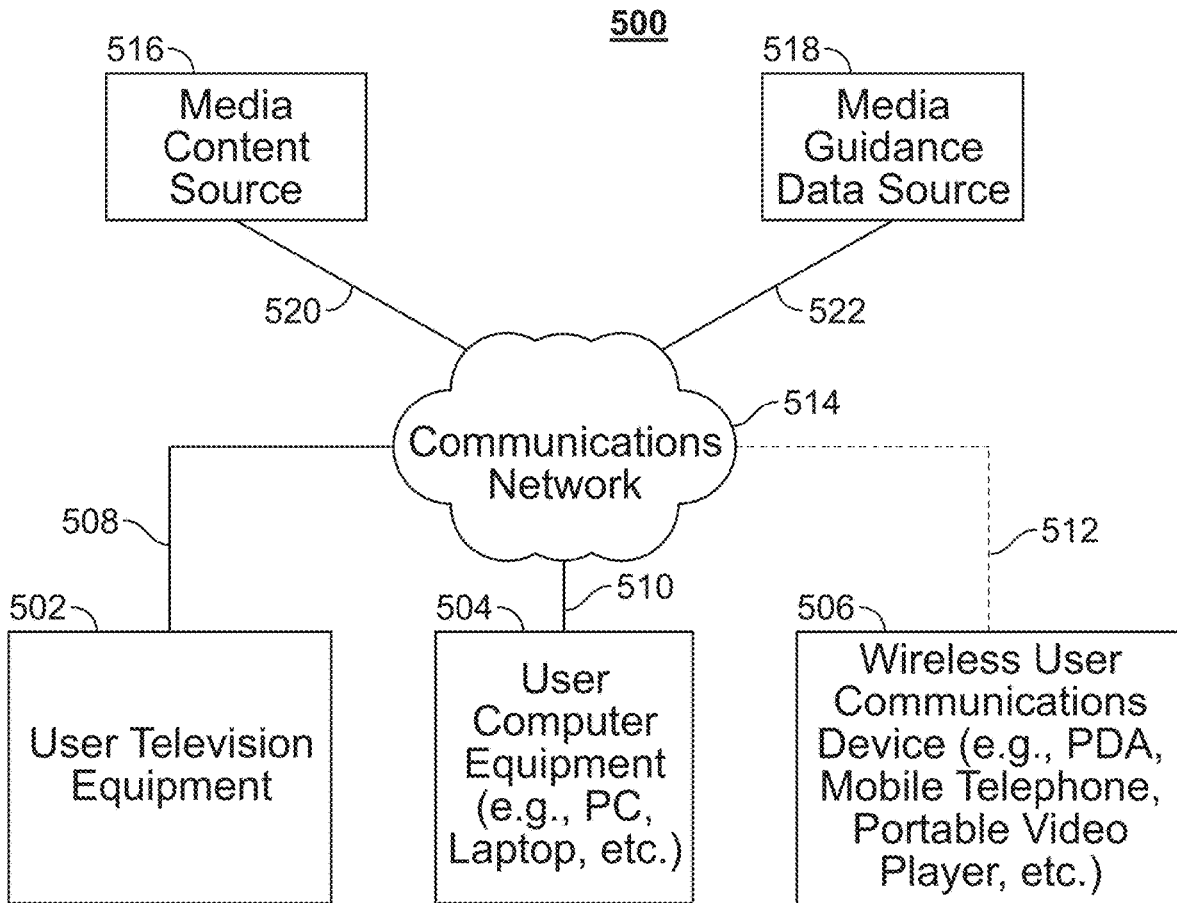 500
516
Media
Content
Source
518
Media
Guidance
Data Source
520
522
514
Communications
Network
508
512
510
502
User Television
Equipment
504
User
Computer
Equipment
(e.g., PC,
Laptop, etc.)
506
Wireless User
Communications
Device (e.g., PDA,
Mobile Telephone,
Portable Video
Player, etc.)